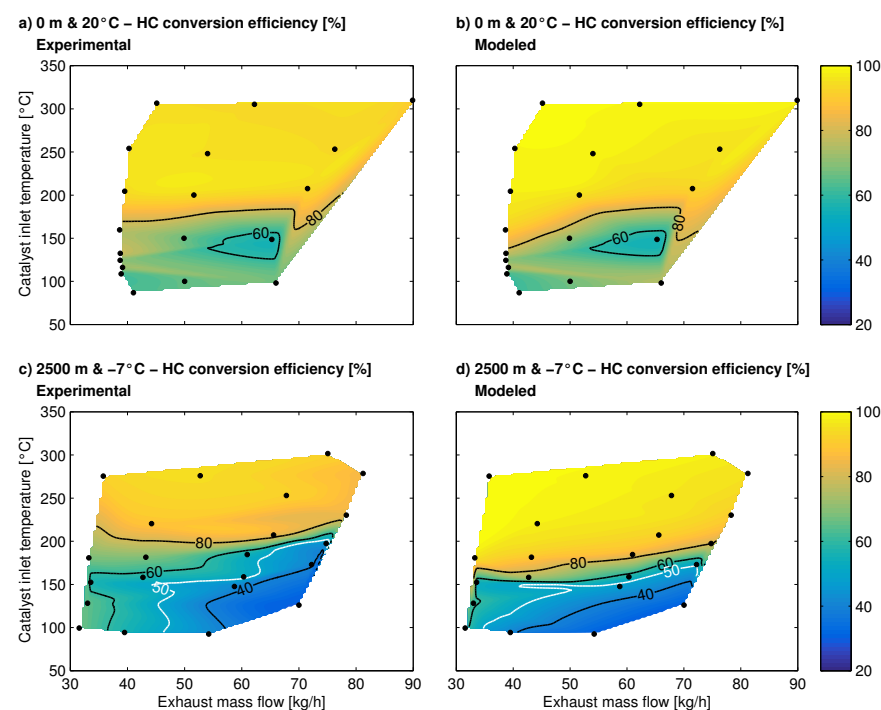 a) 0 m & 20°C − HC conversion efficiency [%]
Experimental
b) 0 m & 20°C − HC conversion efficiency [%]
Modeled
350
300
250
200
150
100
50
Catalyst inlet temperature [°C]
80
60
80
60
100
80
60
40
20
c) 2500 m & −7°C − HC conversion efficiency [%]
Experimental
d) 2500 m & −7°C − HC conversion efficiency [%]
Modeled
350
300
250
200
150
100
50
Catalyst inlet temperature [°C]
80
60
50
40
80
60
50
40
100
80
60
40
20
30 40 50 60 70 80 90
Exhaust mass flow [kg/h]
30 40 50 60 70 80 90
Exhaust mass flow [kg/h]